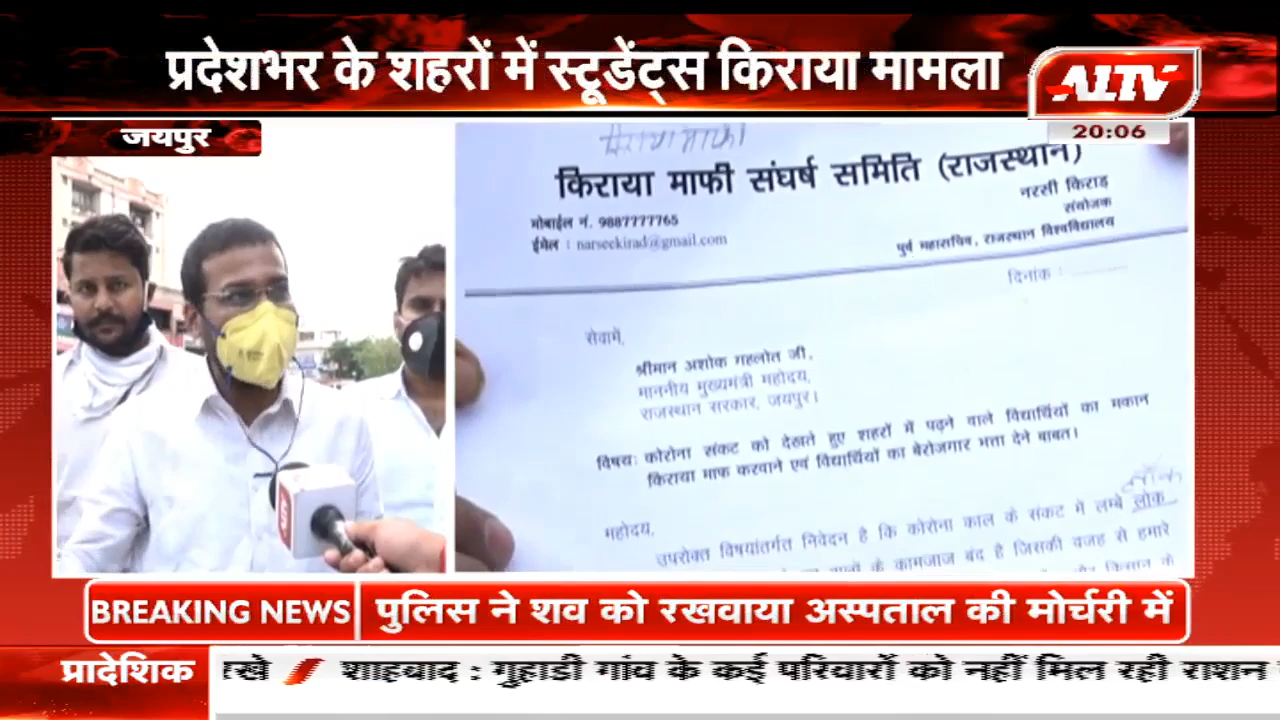 प्रदेशभर के शहरों में स्टूडेंट्स किराया मामला
ALTV
20:06
जयपुर
किराया माफी संघर्ष समिति (राजस्थान)
नरसी किराड़
संयोजक
पूर्व महासचिव, राजस्थान विश्वविद्यालय
मोबाईल नं. 9887777765
ईमेल : narseekirad@gmail.com
दिनांक :
सेवामें,
श्रीमान अशोक गहलोत जी,
माननीय मुख्यमंत्री महोदय,
राजस्थान सरकार, जयपुर।
विषय: कोरोना संकट को देखते हुए शहरों में पढ़ने वाले विद्यार्थियों का मकान
किराया माफ करवाने एवं विद्यार्थियों का बेरोजगार भत्ता देने बाबत।
महोदय,
उपरोक्त विषयांतर्गत निवेदन है कि कोरोना काल के संकट में लम्बे लोक
के कामजाज बंद है जिसकी वजह से हमारे
और किसान के
BREAKING NEWS
पुलिस ने शव को रखवाया अस्पताल की मोर्चरी में
प्रादेशिक
शाहबाद : गूहाडी गांव के कई परिवारों को नहीं मिल रही राशन